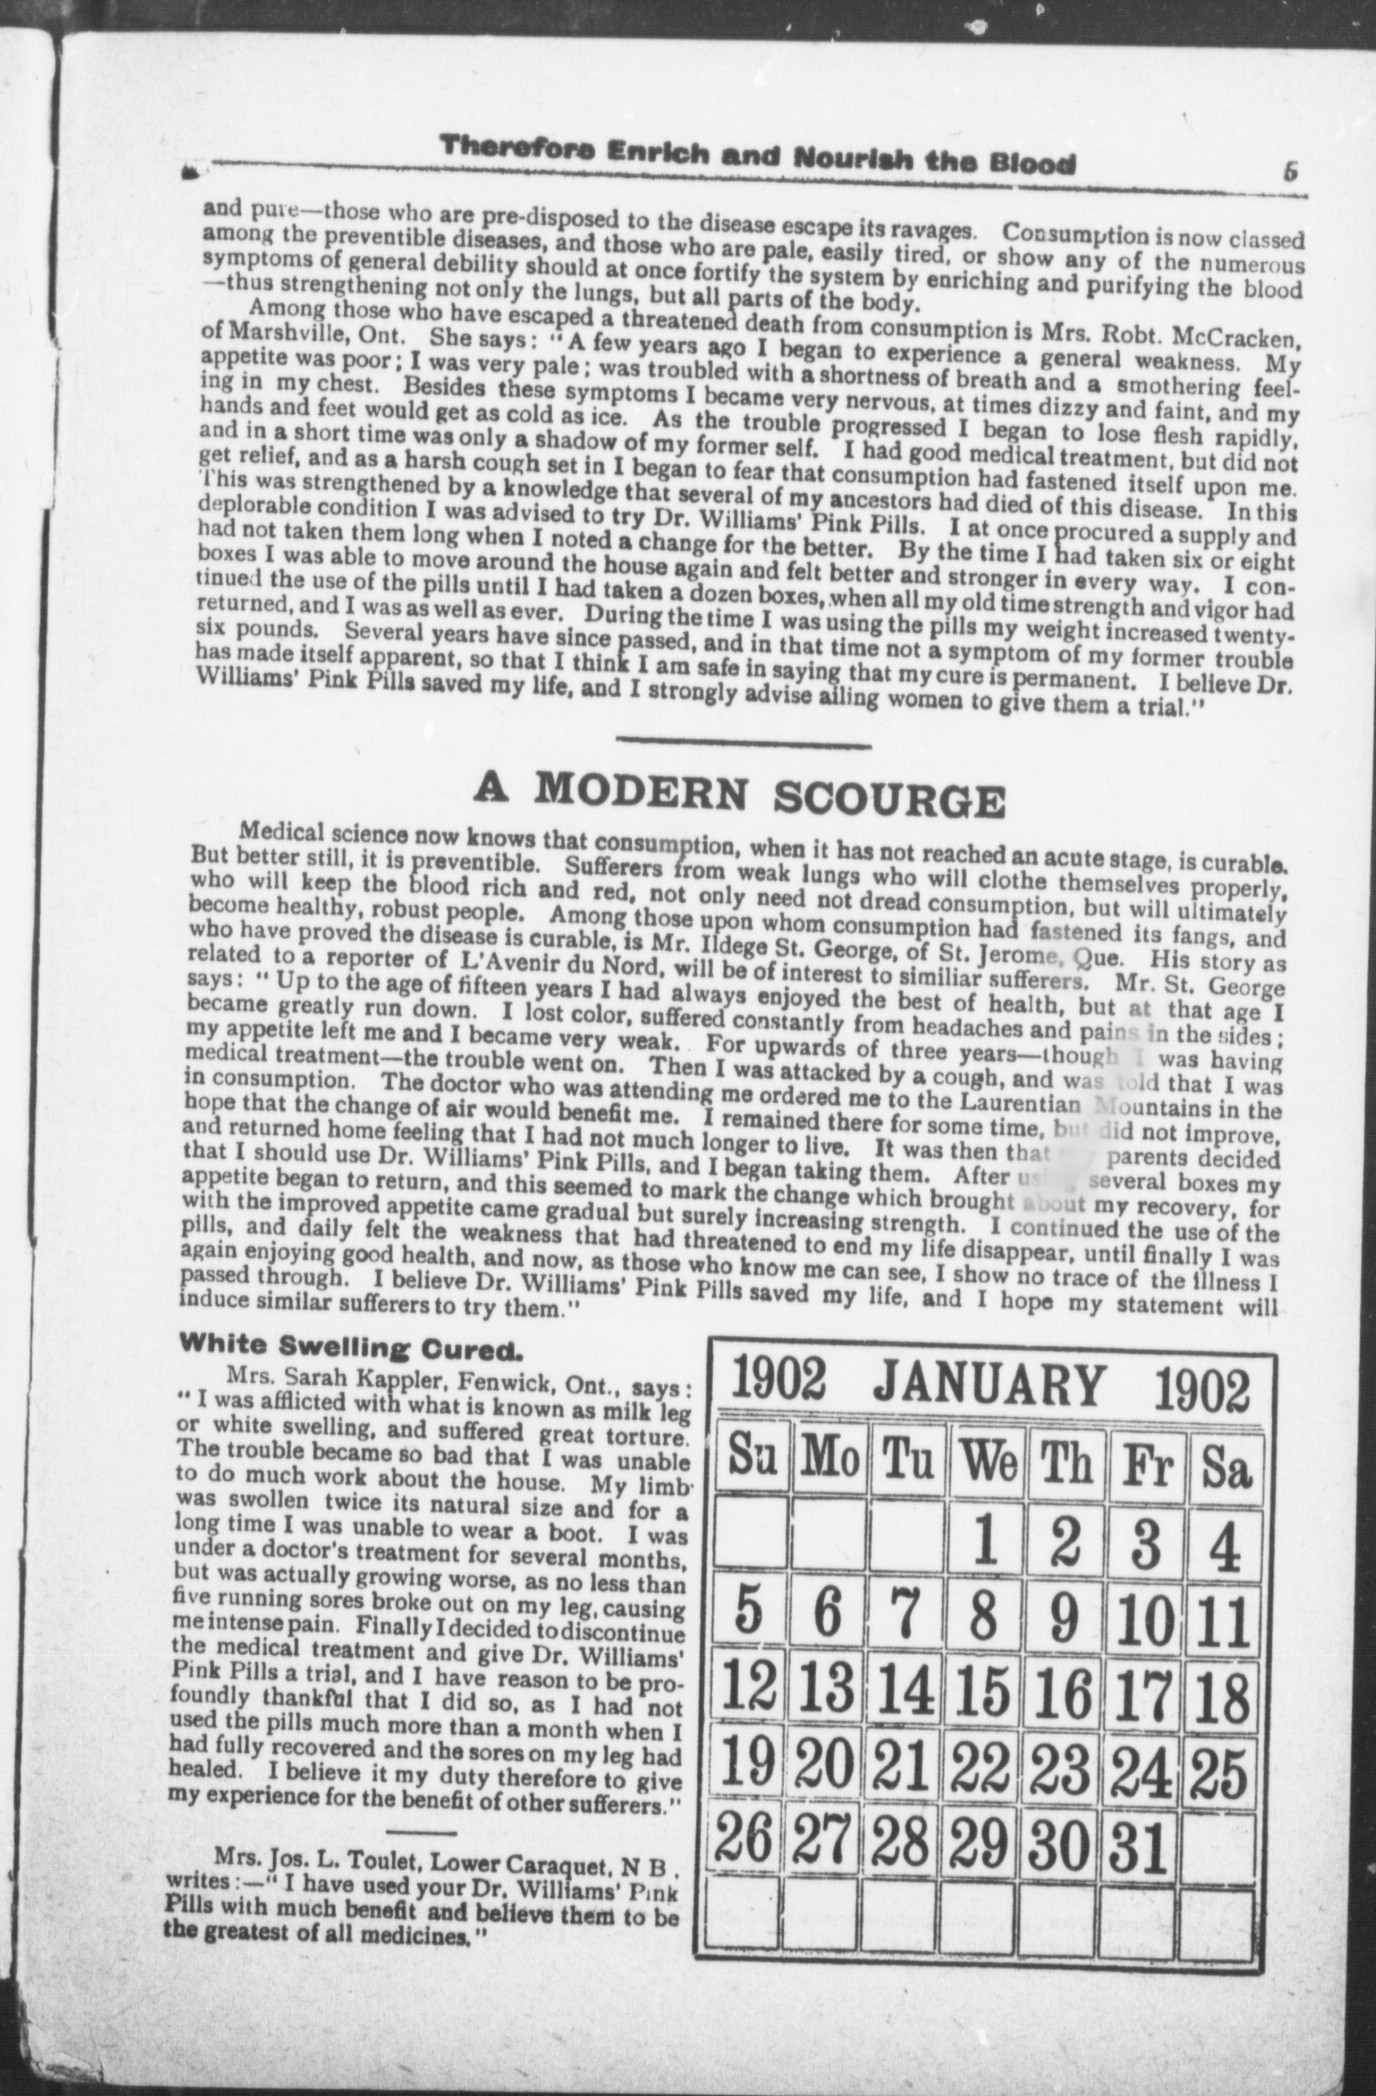 Therefore Enrich and Nourish the Blood 5
and pure—those who are pre-disposed to the disease escape its ravages. Consumption is now classed
among the preventible diseases, and those who are pale, easily tired, or show any of the numerous
symptoms of general debility should at once fortify the system by enriching and purifying the blood
—thus strengthening not only the lungs, but all parts of the body.
Among those who have escaped a threatened death from consumption is Mrs. Robt. McCracken,
of Marshville, Ont. She says: "A few years ago I began to experience a general weakness. My
appetite was poor; I was very pale; was troubled with a shortness of breath and a smothering feel-
ing in my chest. Besides these symptoms I became very nervous, at times dizzy and faint, and my
hands and feet would get as cold as ice. As the trouble progressed I began to lose flesh rapidly,
and in a short time was only a shadow of my former self. I had good medical treatment, but did not
get relief, and as a harsh cough set in I began to fear that consumption had fastened itself upon me.
This was strengthened by a knowledge that several of my ancestors had died of this disease. In this
deplorable condition I was advised to try Dr. Williams' Pink Pills. I at once procured a supply and
had not taken them long when I noted a change for the better. By the time I had taken six or eight
boxes I was able to move around the house again and felt better and stronger in every way. I con-
tinued the use of the pills until I had taken a dozen boxes, when all my old time strength and vigor had
returned, and I was as well as ever. During the time I was using the pills my weight increased twenty-
six pounds. Several years have since passed, and in that time not a symptom of my former trouble
has made itself apparent, so that I think I am safe in saying that my cure is permanent. I believe Dr.
Williams' Pink Pills saved my life, and I strongly advise ailing women to give them a trial."
A MODERN SCOURGE
Medical science now knows that consumption, when it has not reached an acute stage, is curable.
But better still, it is preventible. Sufferers from weak lungs who will clothe themselves properly,
who will keep the blood rich and red, not only need not dread consumption, but will ultimately
become healthy, robust people. Among those upon whom consumption had fastened its fangs, and
who have proved the disease is curable, is Mr. Ildege St. George, of St. Jerome, Que. His story as
related to a reporter of L'Avenir du Nord, will be of interest to similiar sufferers. Mr. St. George
says: "Up to the age of fifteen years I had always enjoyed the best of health, but at that age I
became greatly run down. I lost color, suffered constantly from headaches and pains in the sides;
my appetite left me and I became very weak. For upwards of three years—though I was having
medical treatment—the trouble went on. Then I was attacked by a cough, and was told that I was
in consumption. The doctor who was attending me ordered me to the Laurentian Mountains in the
hope that the change of air would benefit me. I remained there for some time, but did not improve,
and returned home feeling that I had not much longer to live. It was then that parents decided
that I should use Dr. Williams' Pink Pills, and I began taking them. After using several boxes my
appetite began to return, and this seemed to mark the change which brought about my recovery, for
with the improved appetite came gradual but surely increasing strength. I continued the use of the
pills, and daily felt the weakness that had threatened to end my life disappear, until finally I was
again enjoying good health, and now, as those who know me can see, I show no trace of the illness I
passed through. I believe Dr. Williams' Pink Pills saved my life, and I hope my statement will
induce similar sufferers to try them."
White Swelling Cured.
Mrs. Sarah Kappler, Fenwick, Ont., says:
"I was afflicted with what is known as milk leg
or white swelling, and suffered great torture.
The trouble became so bad that I was unable
to do much work about the house. My limb
was swollen twice its natural size and for a
long time I was unable to wear a boot. I was
under a doctor's treatment for several months,
but was actually growing worse, as no less than
five running sores broke out on my leg, causing
me intense pain. Finally I decided to discontinue
the medical treatment and give Dr. Williams'
Pink Pills a trial, and I have reason to be pro-
foundly thankful that I did so, as I had not
used the pills much more than a month when I
had fully recovered and the sores on my leg had
healed. I believe it my duty therefore to give
my experience for the benefit of other sufferers."
Mrs. Jos. L. Toulet, Lower Caraquet, N B.
writes:—"I have used your Dr. Williams' Pink
Pills with much benefit and believe them to be
the greatest of all medicines."
1902 JANUARY 1902
Su Mo Tu We Th Fr Sa
1 2 3 4
5 6 7 8 9 10 11
12 13 14 15 16 17 18
19 20 21 22 23 24 25
26 27 28 29 30 31